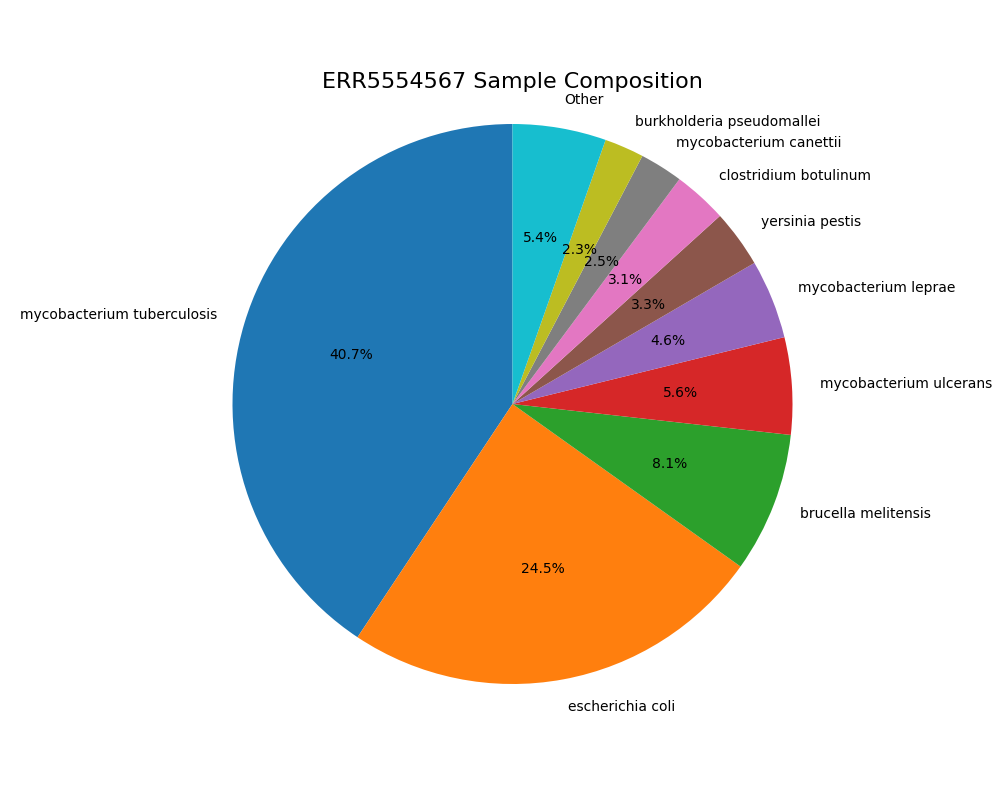 ERR5554567 Sample Composition
Other
burkholderia pseudomallei
mycobacterium canettii
clostridium botulinum
yersinia pestis
mycobacterium leprae
mycobacterium ulcerans
brucella melitensis
escherichia coli
mycobacterium tuberculosis
5.4%
2.3%
2.5%
3.1%
3.3%
4.6%
5.6%
8.1%
24.5%
40.7%